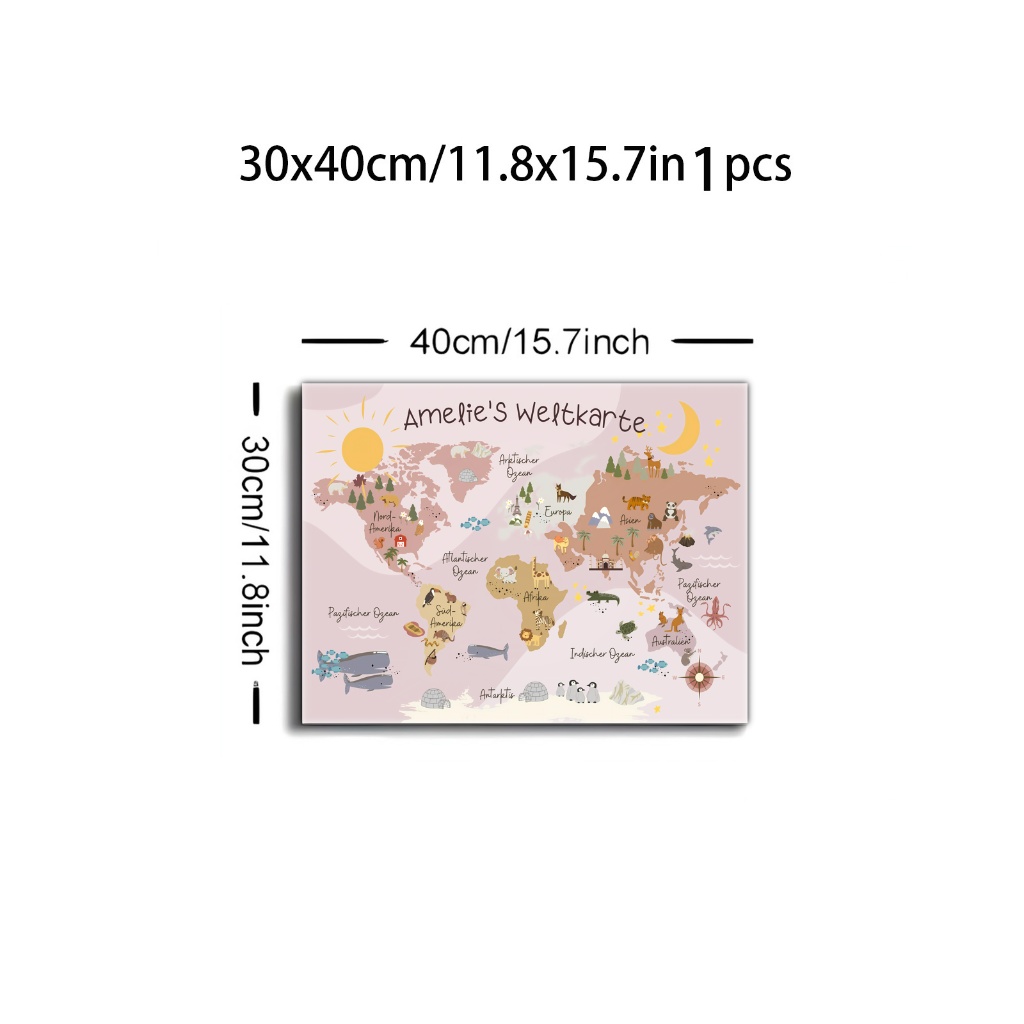 30x40cm/11.8x15.7in 1 pcs
40cm/15.7inch
30cm/11.8inch
Amelie's Weltkarte
Arktischer
Ozean
Nord-
Amerika
Europa
Asien
Atlantischer
Ozean
Pazifischer
Ozean
Afrika
Pazifischer Ozean
Süd-
Amerika
Australien
Indischer Ozean
Antarktis
N
S